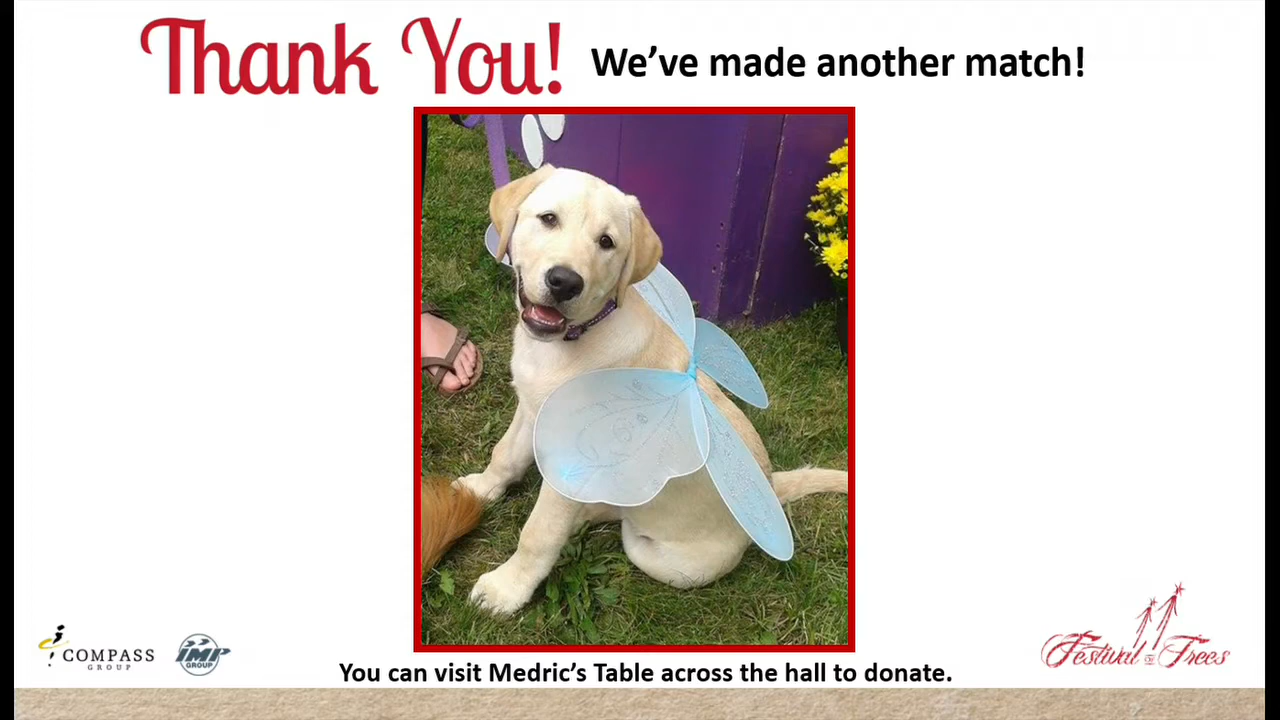 Thank You! We've made another match!
COMPASS
GROUP
IMP
GROUP
Festival OF Trees
You can visit Medric's Table across the hall to donate.